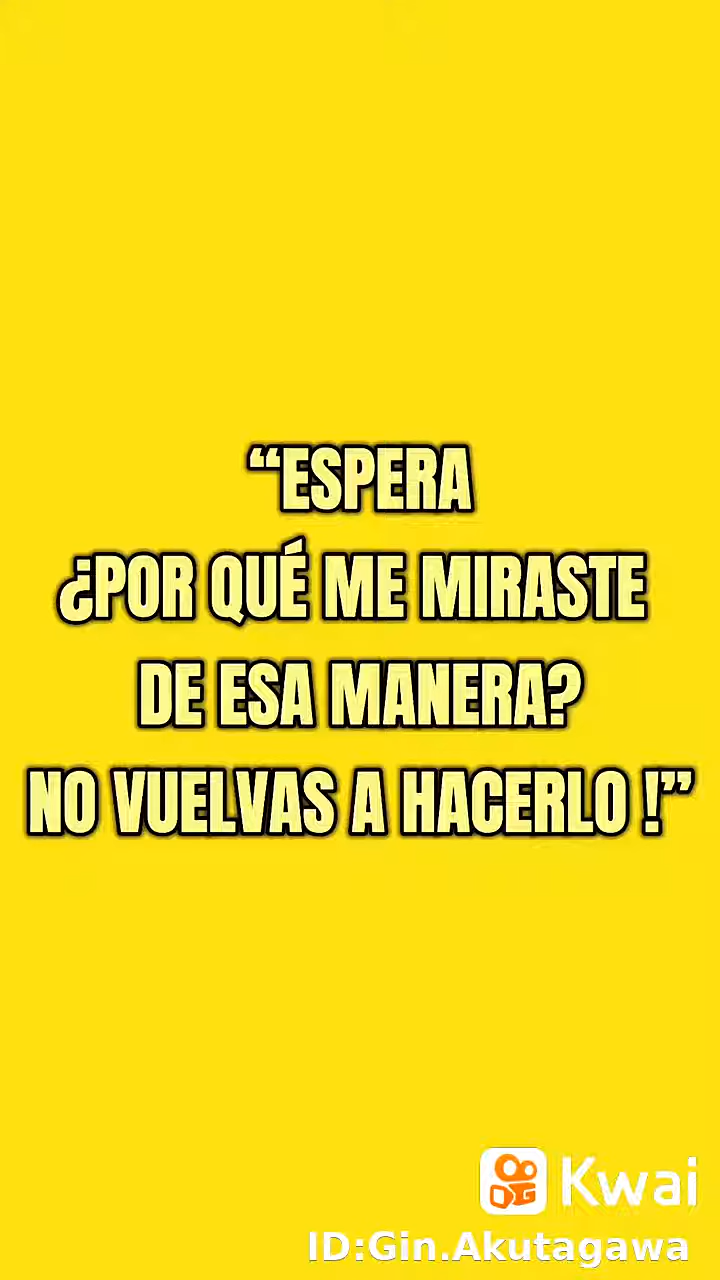 “ESPERA
¿POR QUÉ ME MIRASTE
DE ESA MANERA?
NO VUELVAS A HACERLO !”
Kwai
ID:Gin.Akutagawa